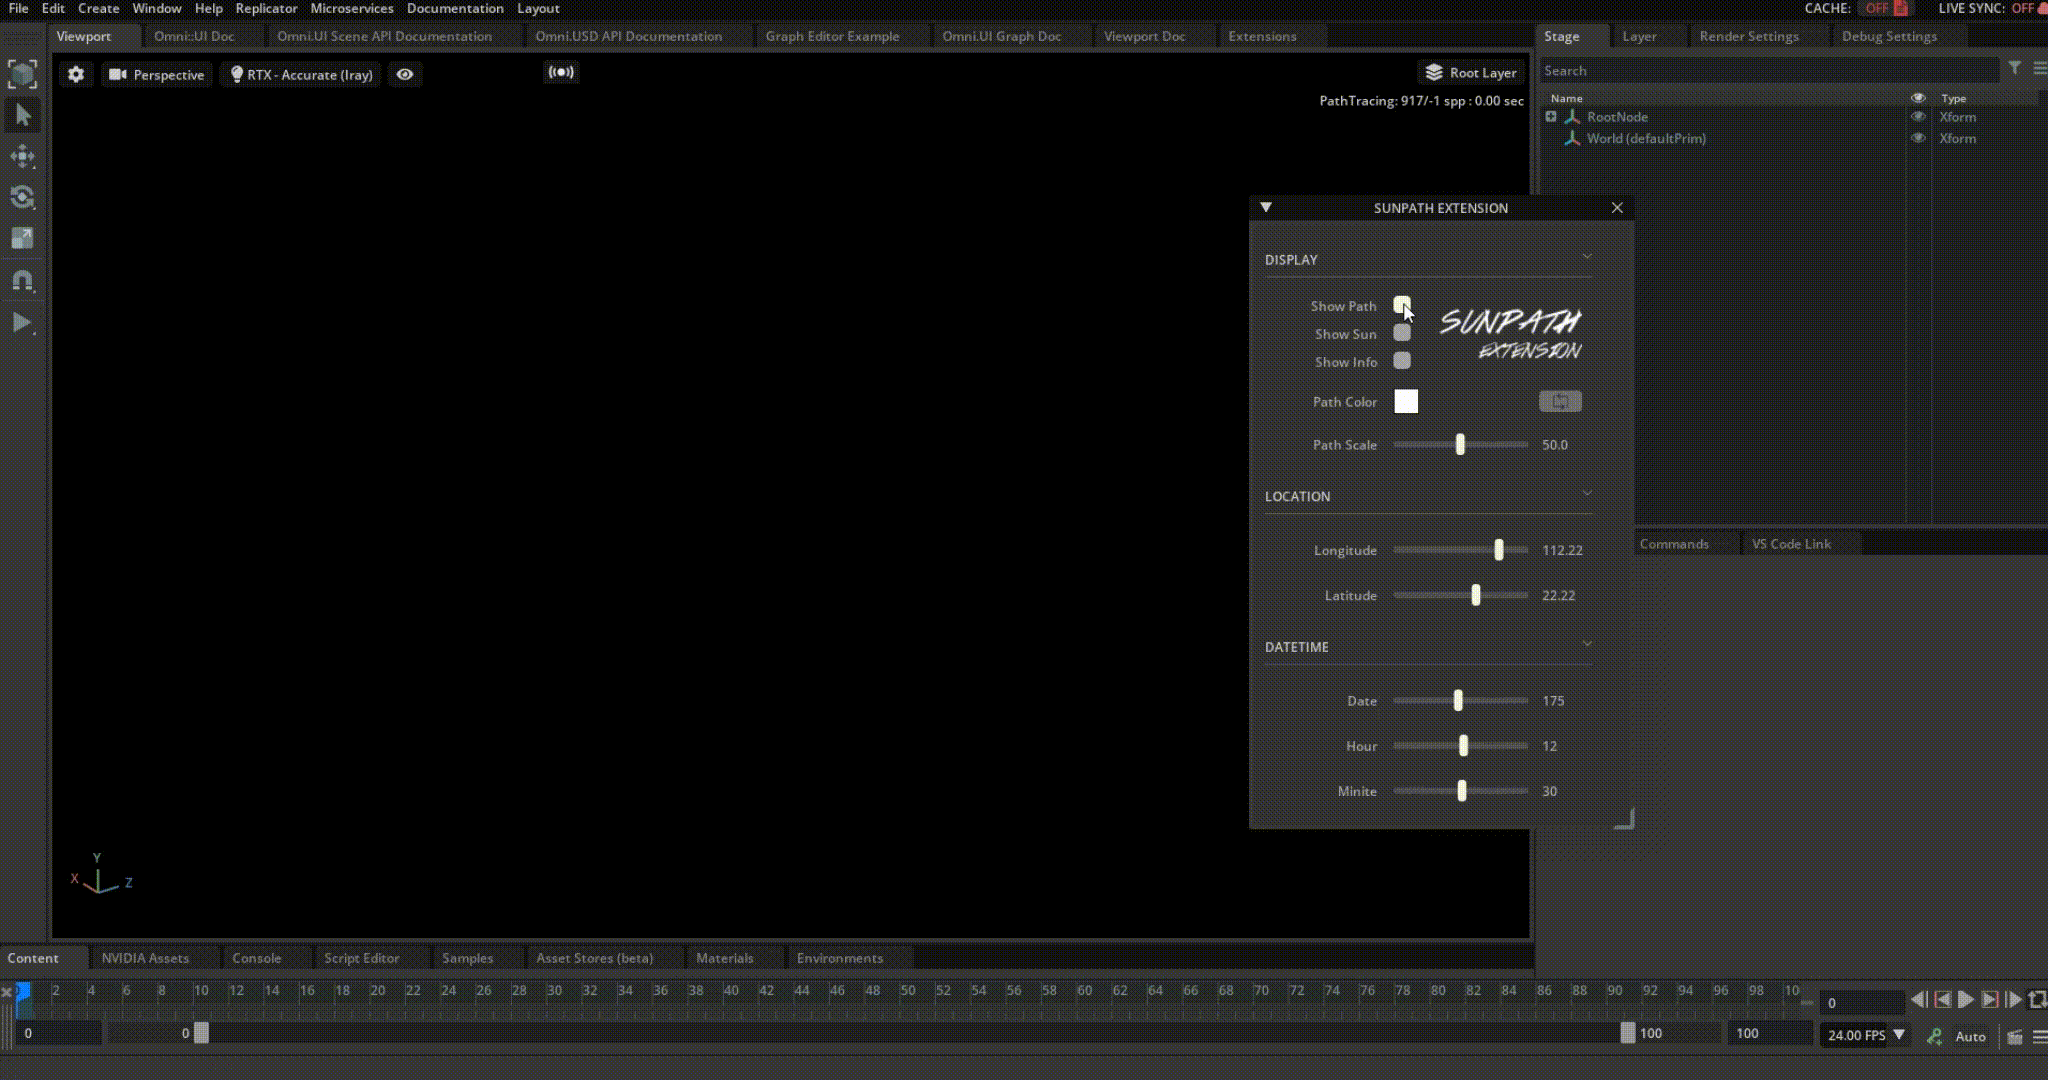 File Edit Create Window Help Replicator Microservices Documentation Layout CACHE: OFF LIVE SYNC: OFF
Viewport Omni::UI Doc Omni.UI Scene API Documentation Omni.USD API Documentation Graph Editor Example Omni.UI Graph Doc Viewport Doc Extensions Stage Layer Render Settings Debug Settings
Perspective RTX - Accurate (Iray) Root Layer Search
PathTracing: 917/-1 spp : 0.00 sec
Name Type
RootNode Xform
World (defaultPrim) Xform
SUNPATH EXTENSION
DISPLAY
Show Path
Show Sun
Show Info
SUNPATH
EXTENSION
Path Color
Path Scale 50.0
LOCATION
Longitude 112.22
Latitude 22.22
Commands VS Code Link
DATETIME
Date 175
Hour 12
Minite 30
Y
X Z
Content NVIDIA Assets Console Script Editor Samples Asset Stores (beta) Materials Environments
2 4 6 8 10 12 14 16 18 20 22 24 26 28 30 32 34 36 38 40 42 44 46 48 50 52 54 56 58 60 62 64 66 68 70 72 74 76 78 80 82 84 86 88 90 92 94 96 98 10
0
0 0 100 100 24.00 FPS Auto